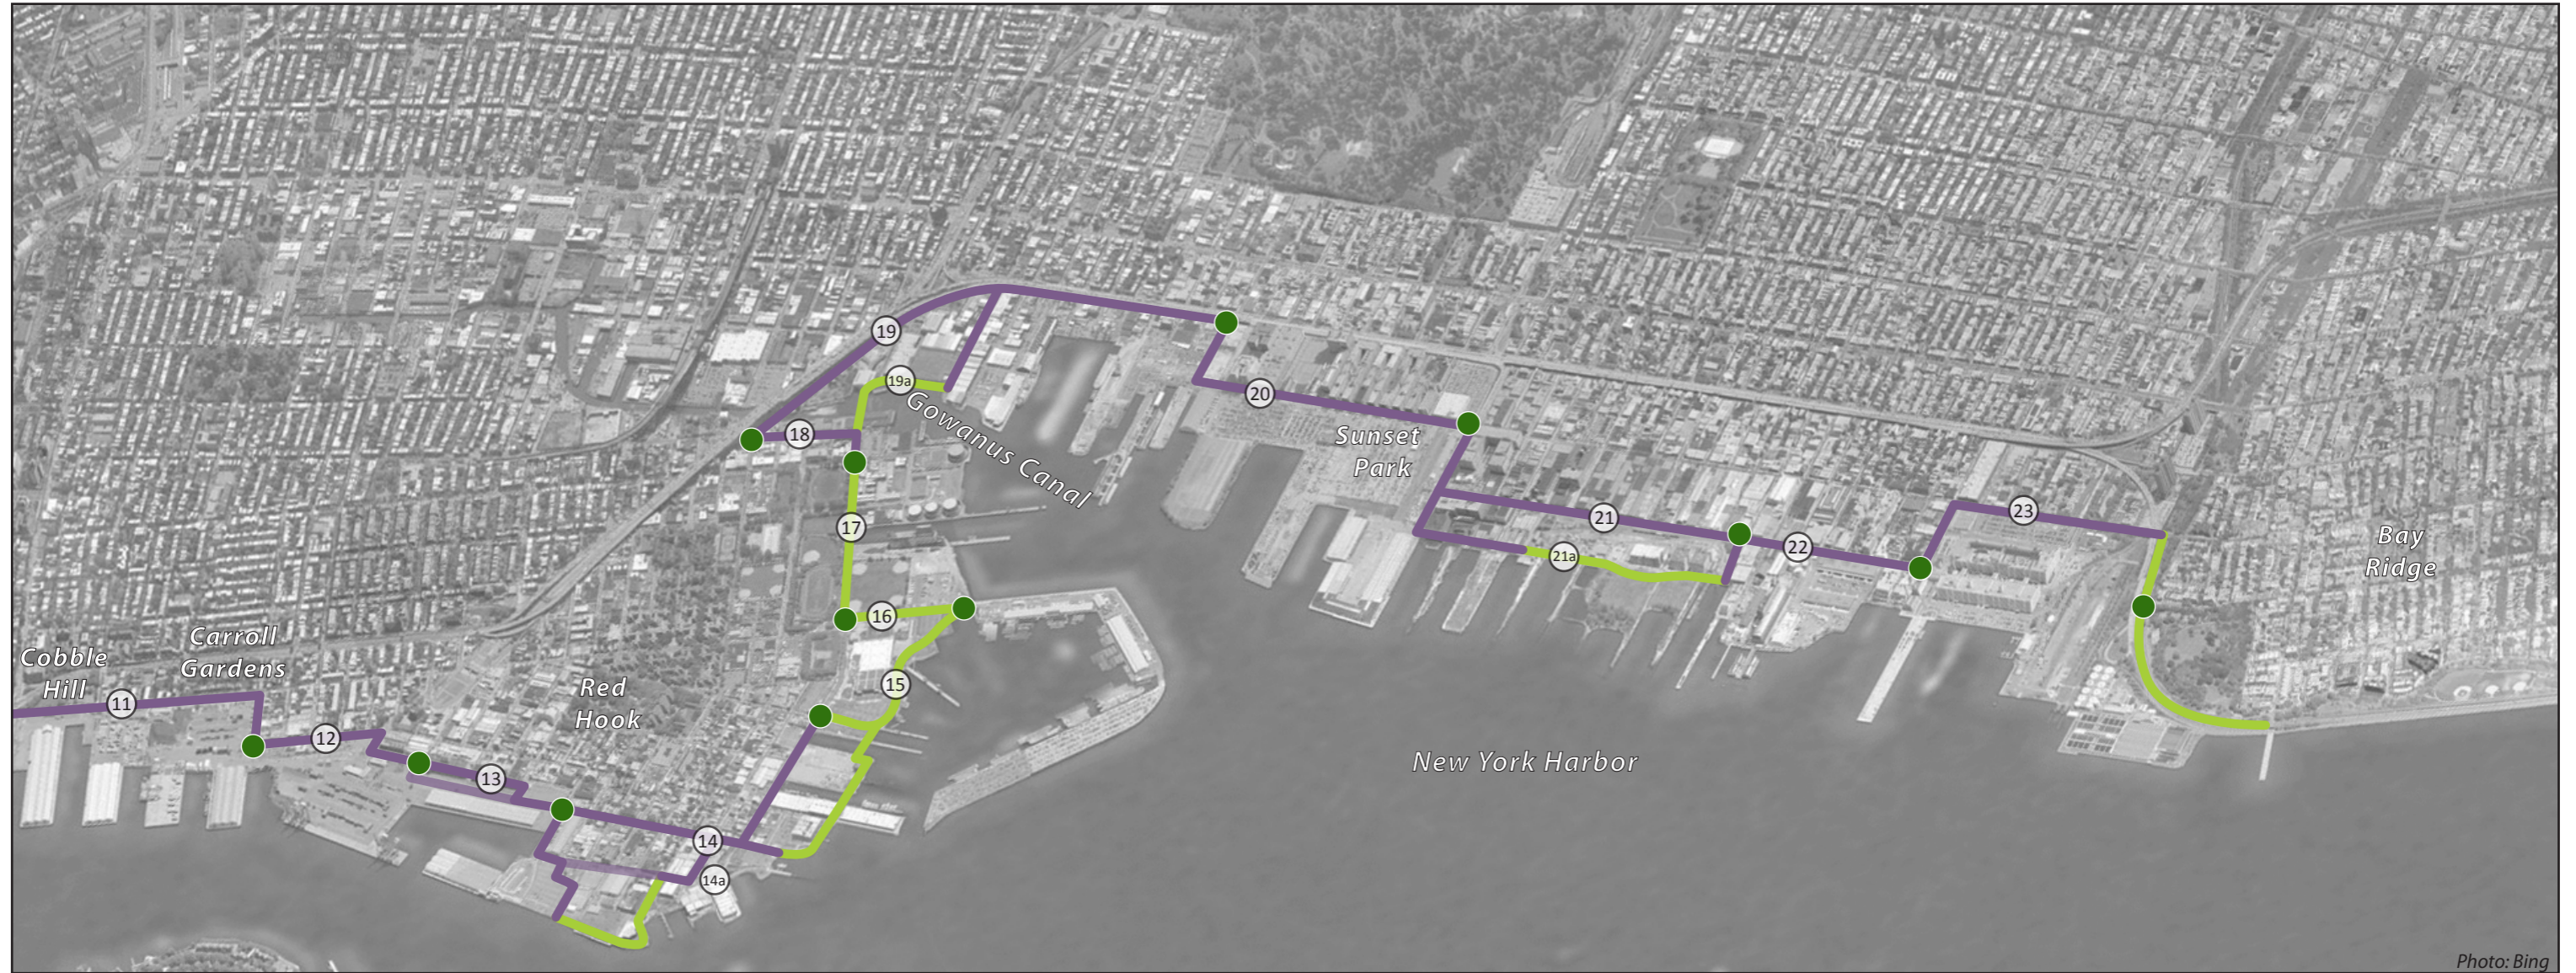 19
19a
Gowanus Canal
20
18
Sunset
Park
17
21
21a
22
23
Bay
Ridge
16
Carroll
Gardens
Cobble
Hill
11
Red
Hook
15
12
13
New York Harbor
14
14a
Photo: Bing